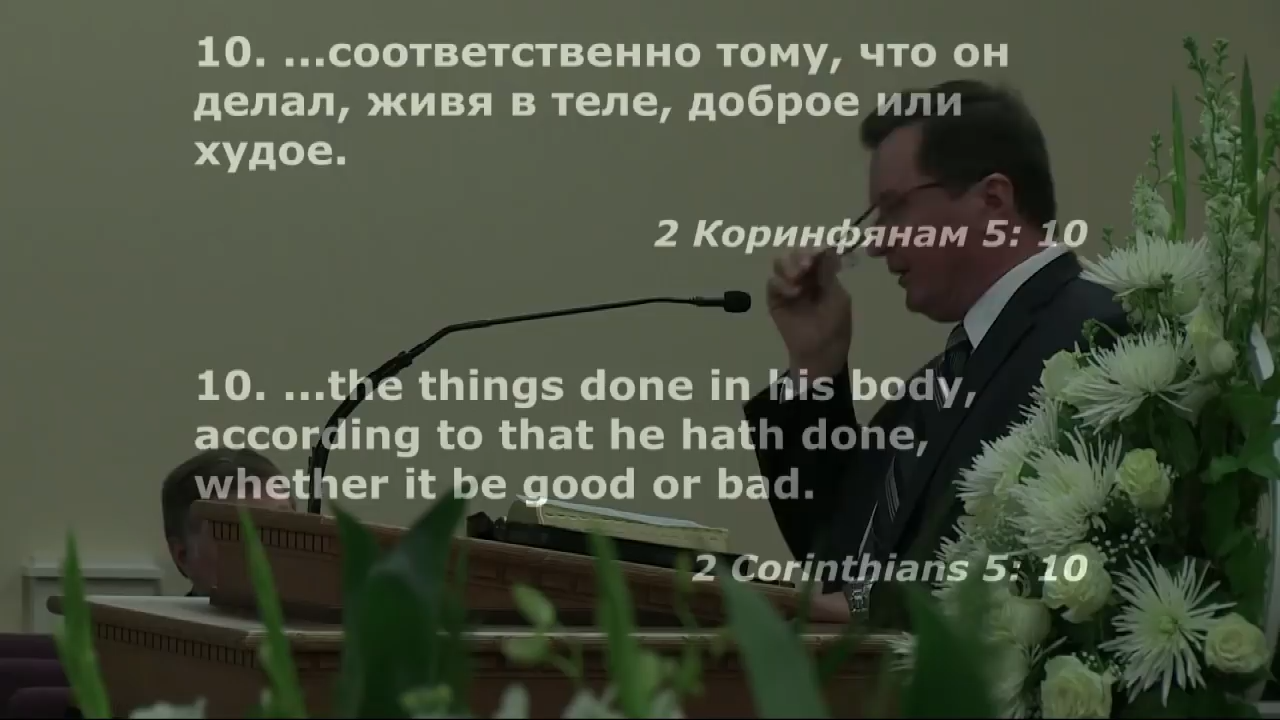 10. ...соответственно тому, что он
делал, живя в теле, доброе или
худое.
2 Коринфянам 5: 10
10. ...the things done in his body,
according to that he hath done,
whether it be good or bad.
2 Corinthians 5: 10